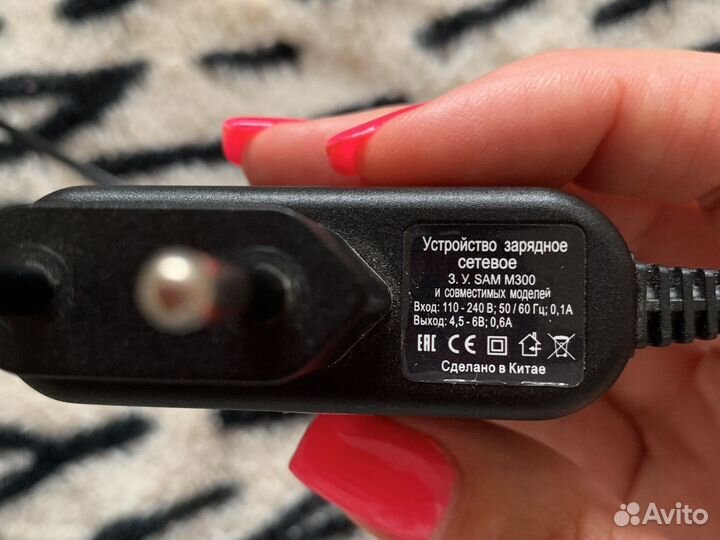 Устройство зарядное
сетевое
З. У. SAM M300
и совместимых моделей
Вход: 110 - 240 В; 50 / 60 Гц; 0,1А
Выход: 4,5 - 6В; 0,6А
EAC CE
Сделано в Китае
Avito